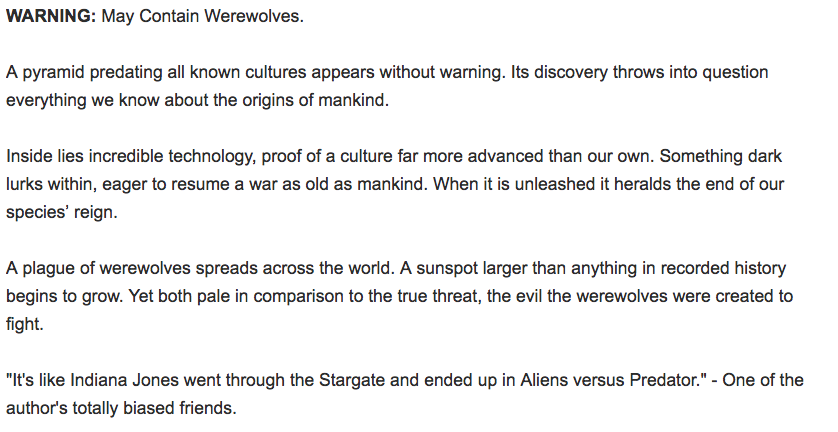 WARNING: May Contain Werewolves.
A pyramid predating all known cultures appears without warning. Its discovery throws into question
everything we know about the origins of mankind.
Inside lies incredible technology, proof of a culture far more advanced than our own. Something dark
lurks within, eager to resume a war as old as mankind. When it is unleashed it heralds the end of our
species’ reign.
A plague of werewolves spreads across the world. A sunspot larger than anything in recorded history
begins to grow. Yet both pale in comparison to the true threat, the evil the werewolves were created to
fight.
"It's like Indiana Jones went through the Stargate and ended up in Aliens versus Predator." - One of the
author's totally biased friends.